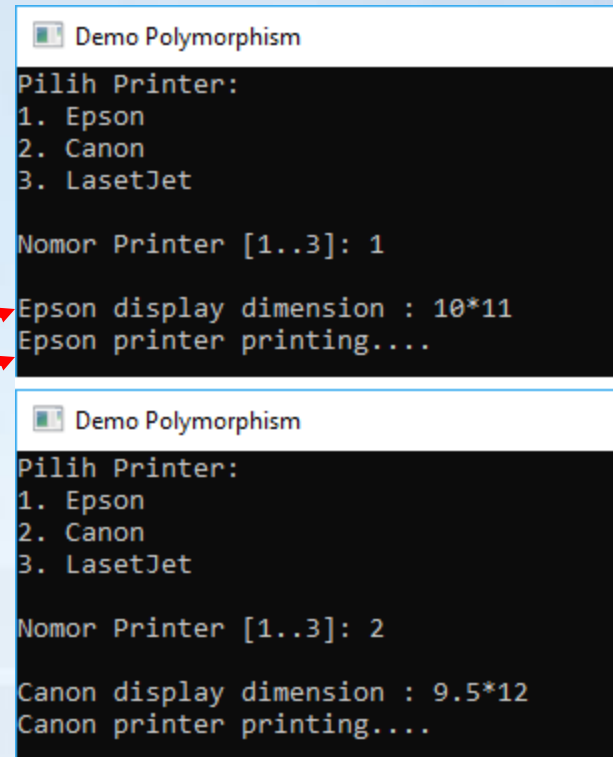 Demo Polymorphism
Pilih Printer:
1. Epson
2. Canon
3. LasetJet
Nomor Printer [1..3]: 1
Epson display dimension : 10*11
Epson printer printing....
Demo Polymorphism
Pilih Printer:
1. Epson
2. Canon
3. LasetJet
Nomor Printer [1..3]: 2
Canon display dimension : 9.5*12
Canon printer printing....